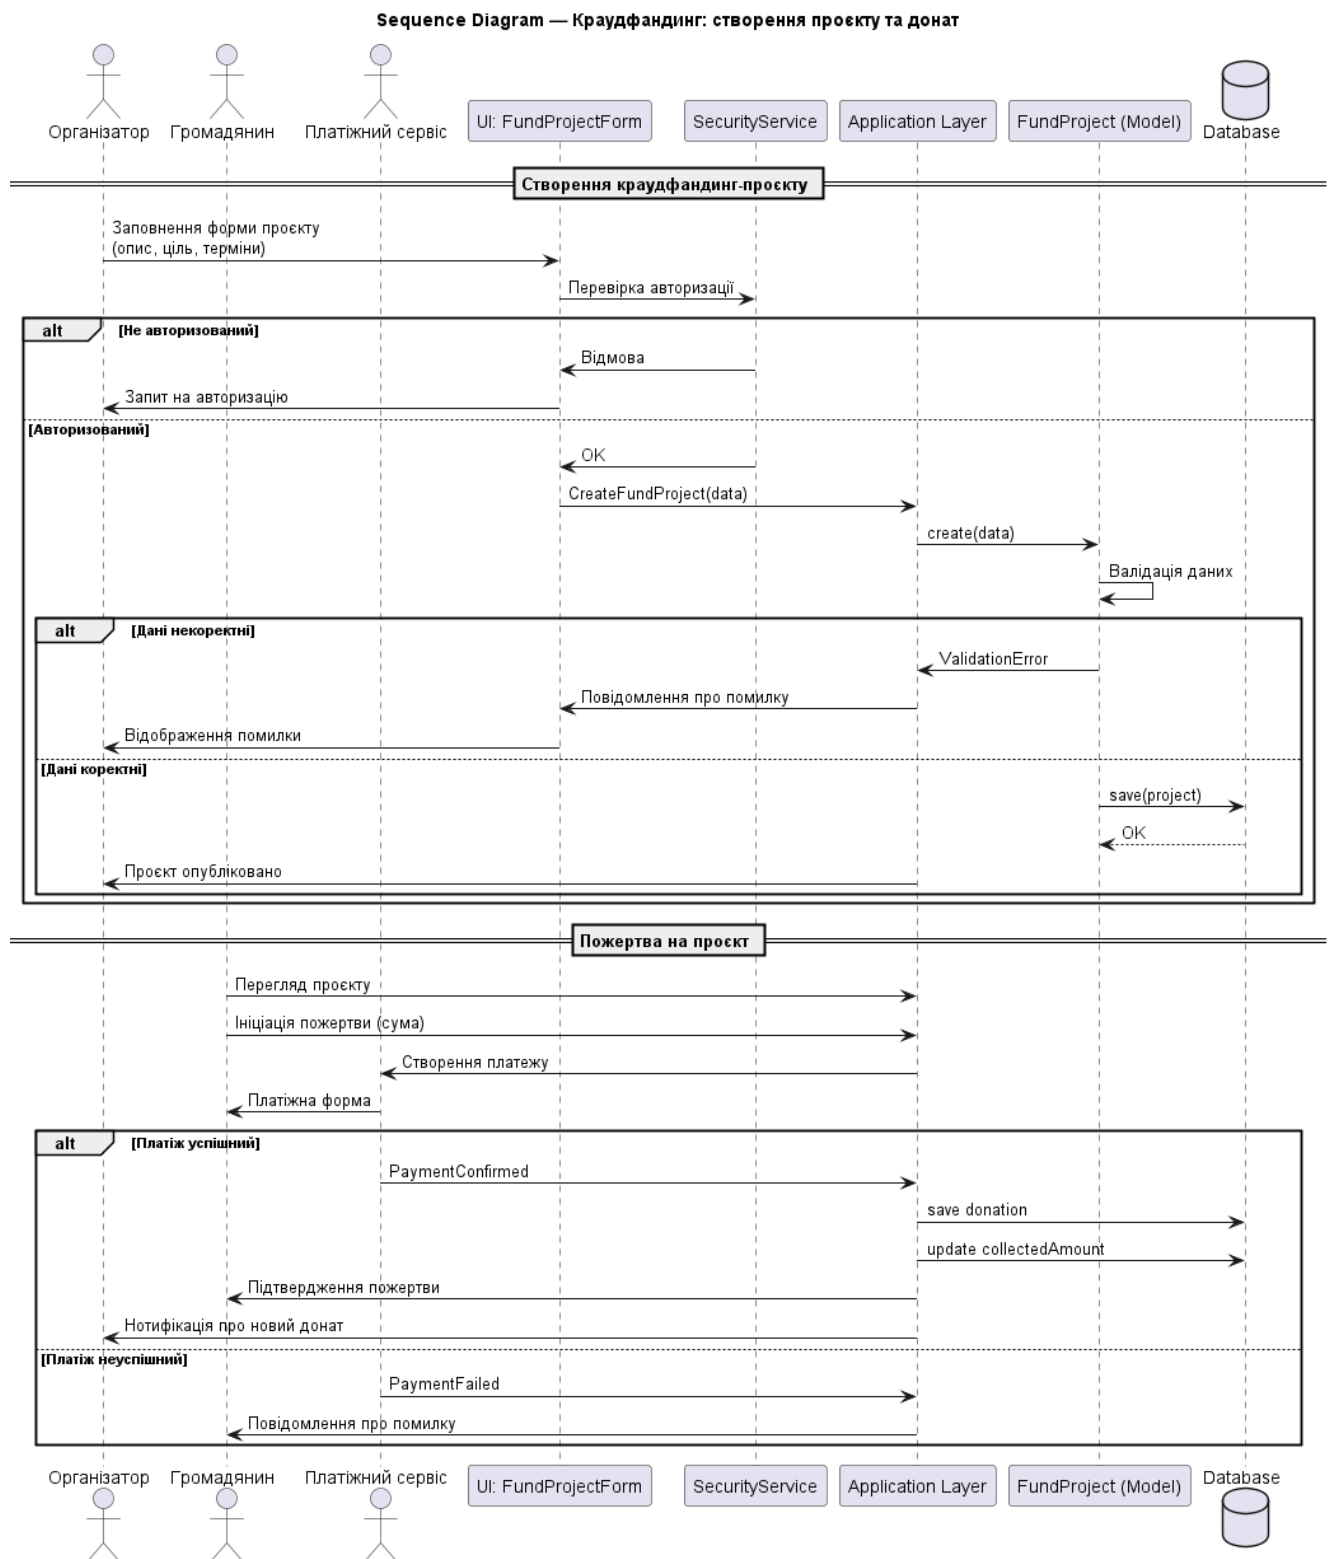 Sequence Diagram — Краудфандинг: створення проєкту та донат
Організатор
Громадянин
Платіжний сервіс
UI: FundProjectForm
SecurityService
Application Layer
FundProject (Model)
Database
Створення краудфандинг-проєкту
Заповнення форми проєкту
(опис, ціль, терміни)
Перевірка авторизації
alt
[Не авторизований]
Відмова
Запит на авторизацію
[Авторизований]
OK
CreateFundProject(data)
create(data)
Валідація даних
alt
[Дані некоректні]
ValidationError
Повідомлення про помилку
Відображення помилки
[Дані коректні]
save(project)
OK
Проєкт опубліковано
Пожертва на проєкт
Перегляд проєкту
Ініціація пожертви (сума)
Створення платежу
Платіжна форма
alt
[Платіж успішний]
PaymentConfirmed
save donation
update collectedAmount
Підтвердження пожертви
Нотифікація про новий донат
[Платіж неуспішний]
PaymentFailed
Повідомлення про помилку
Організатор
Громадянин
Платіжний сервіс
UI: FundProjectForm
SecurityService
Application Layer
FundProject (Model)
Database